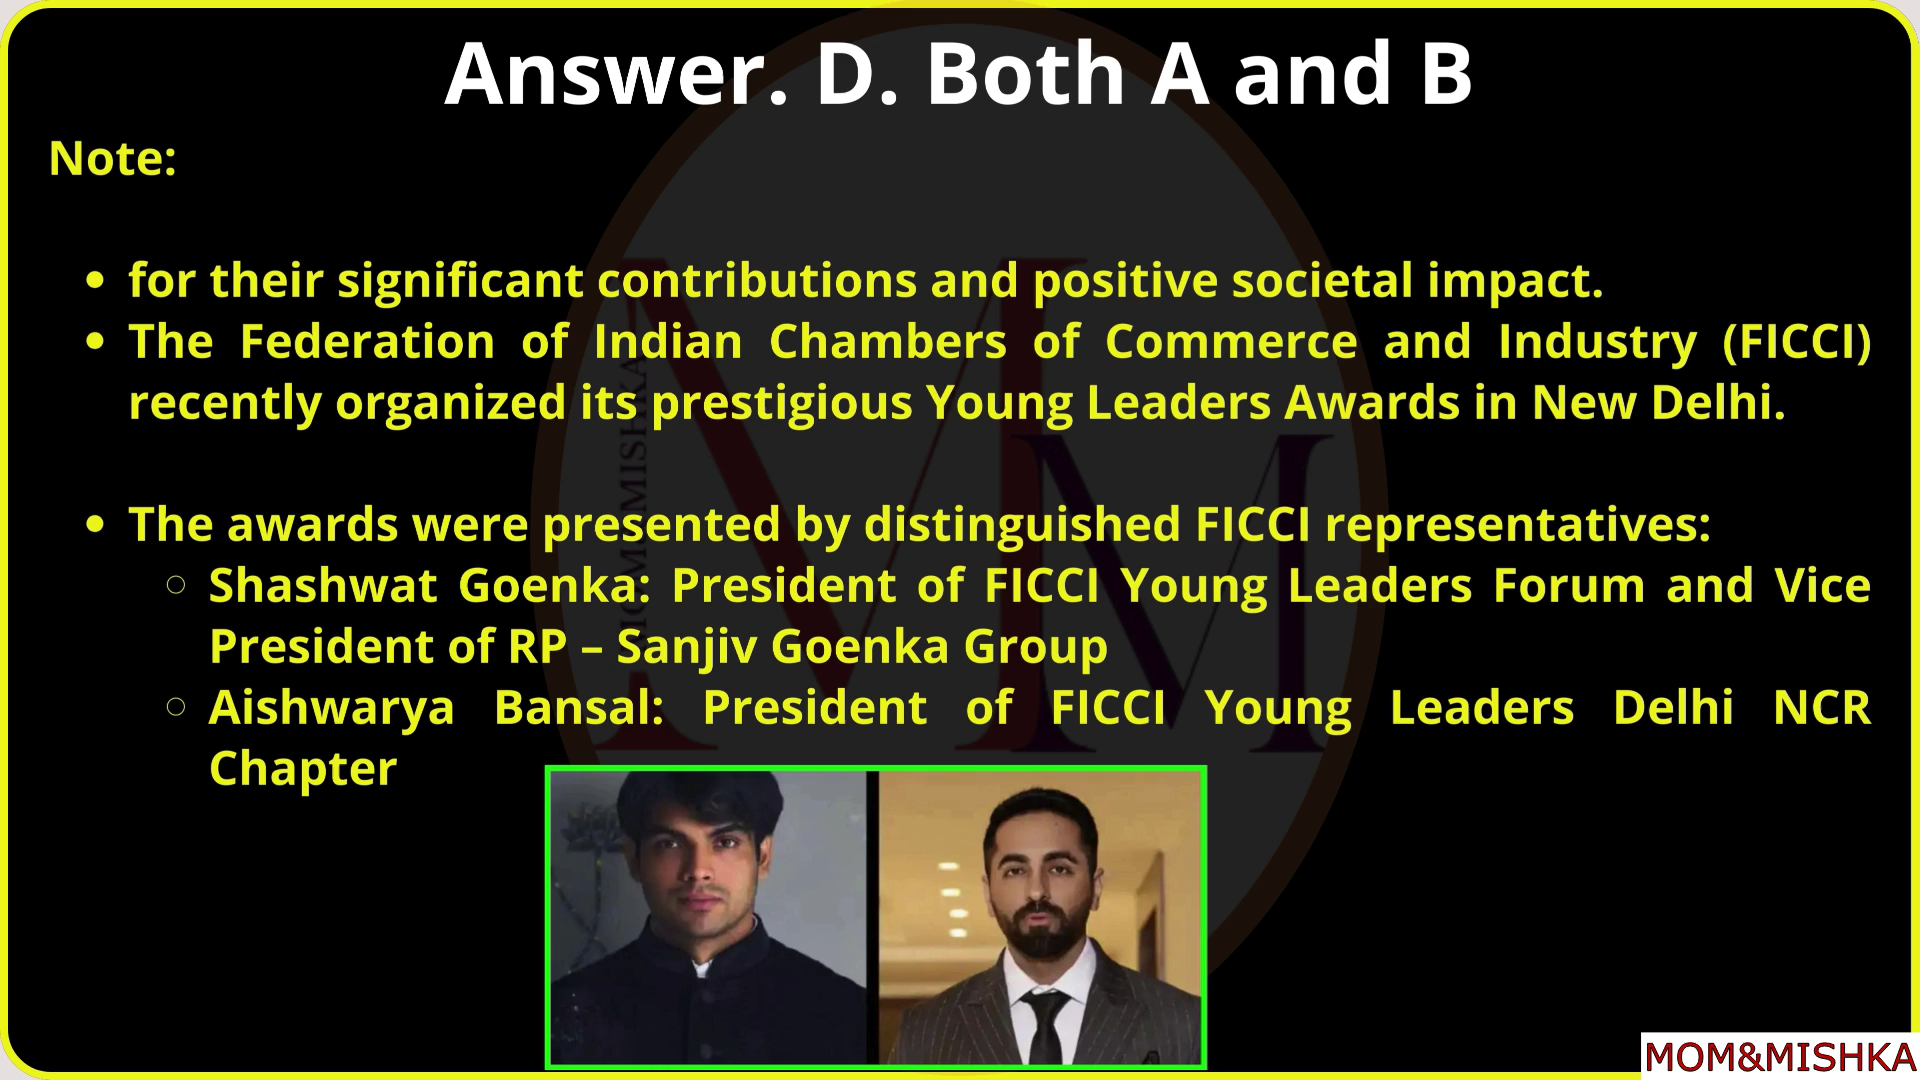 Answer. D. Both A and B
Note:
• for their significant contributions and positive societal impact.
• The Federation of Indian Chambers of Commerce and Industry (FICCI)
recently organized its prestigious Young Leaders Awards in New Delhi.
• The awards were presented by distinguished FICCI representatives:
○ Shashwat Goenka: President of FICCI Young Leaders Forum and Vice
President of RP – Sanjiv Goenka Group
○ Aishwarya Bansal: President of FICCI Young Leaders Delhi NCR
Chapter
MOM&MISHKA